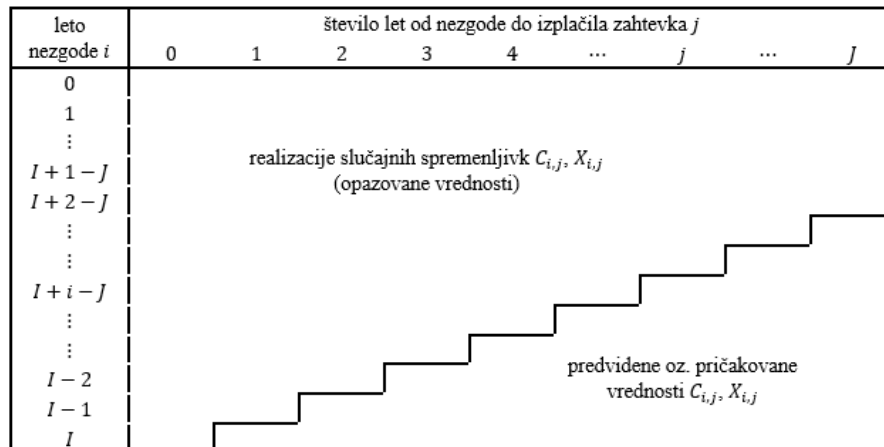 leto nezgode i
število let od nezgode do izplačila zahtevka j
0 1 2 3 4 ⋯ j ⋯ J
0
1
⋮
I + 1 − J
I + 2 − J
⋮
⋮
I + i − J
⋮
⋮
I − 2
I − 1
I
realizacije slučajnih spremenljivk C_{i,j}, X_{i,j}
(opazovane vrednosti)
predvidene oz. pričakovane
vrednosti C_{i,j}, X_{i,j}